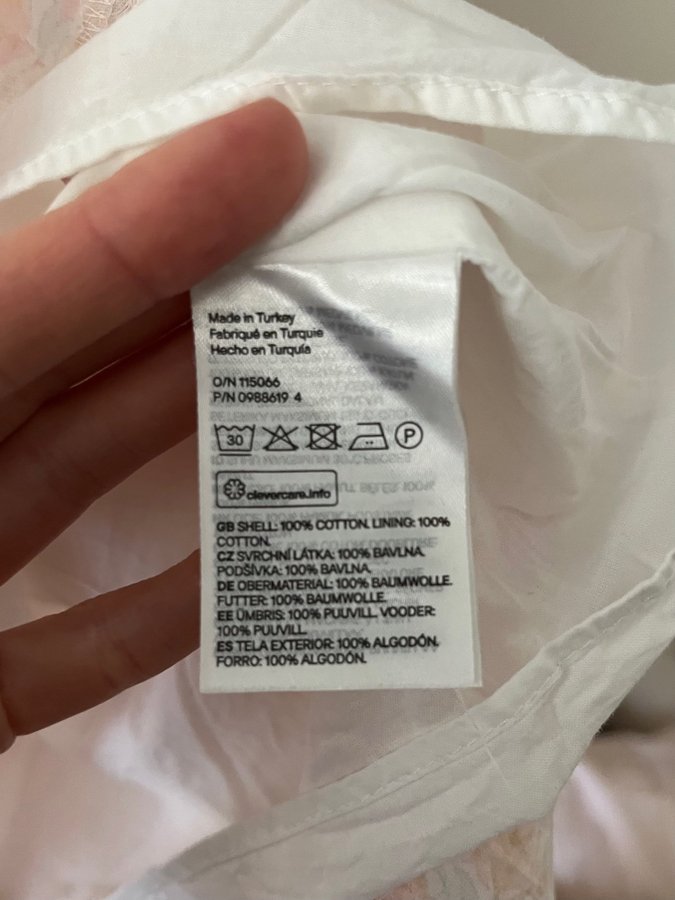 Made in Turkey
Fabriqué en Turquie
Hecho en Turquía
O/N 115066
P/N 0988619 4
30 P
clevercare.info
GB SHELL: 100% COTTON. LINING: 100%
COTTON.
CZ SVRCHNÍ LÁTKA: 100% BAVLNA.
PODŠÍVKA: 100% BAVLNA.
DE OBERMATERIAL: 100% BAUMWOLLE.
FUTTER: 100% BAUMWOLLE.
EE ÜMBRIS: 100% PUUVILL. VOODER:
100% PUUVILL.
ES TELA EXTERIOR: 100% ALGODÓN.
FORRO: 100% ALGODÓN.